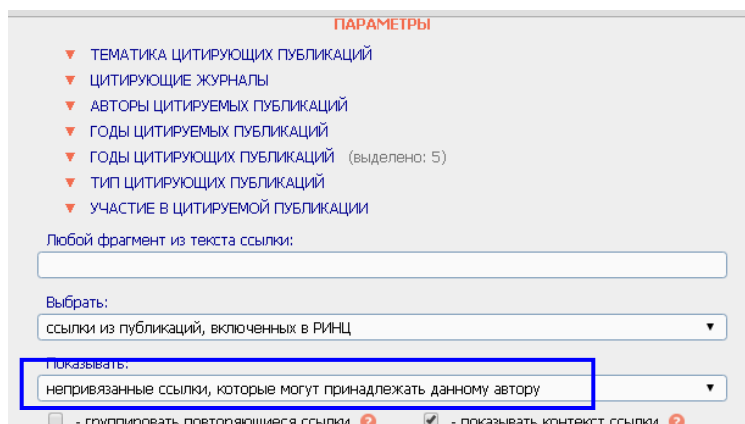 ПАРАМЕТРЫ
ТЕМАТИКА ЦИТИРУЮЩИХ ПУБЛИКАЦИЙ
ЦИТИРУЮЩИЕ ЖУРНАЛЫ
АВТОРЫ ЦИТИРУЕМЫХ ПУБЛИКАЦИЙ
ГОДЫ ЦИТИРУЕМЫХ ПУБЛИКАЦИЙ
ГОДЫ ЦИТИРУЮЩИХ ПУБЛИКАЦИЙ (выделено: 5)
ТИП ЦИТИРУЮЩИХ ПУБЛИКАЦИЙ
УЧАСТИЕ В ЦИТИРУЕМОЙ ПУБЛИКАЦИИ
Любой фрагмент из текста ссылки:
Выбрать:
ссылки из публикаций, включенных в РИНЦ
Показывать:
непривязанные ссылки, которые могут принадлежать данному автору
- группировать повторяющиеся ссылки ? - показывать контекст ссылки ?